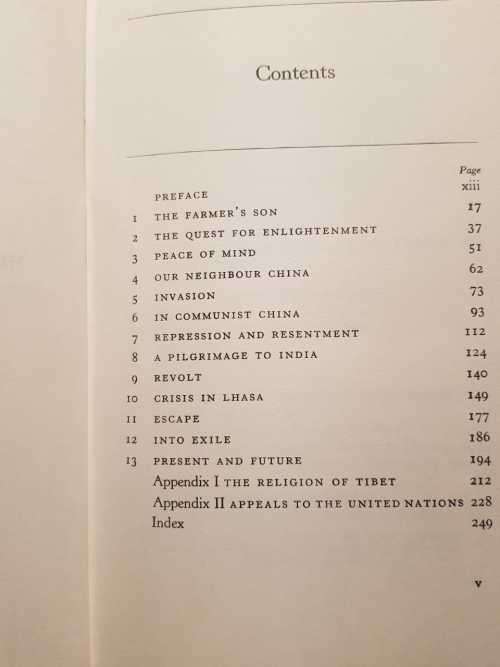 Contents
Page
PREFACE xiii
1 THE FARMER'S SON 17
2 THE QUEST FOR ENLIGHTENMENT 37
3 PEACE OF MIND 51
4 OUR NEIGHBOUR CHINA 62
5 INVASION 73
6 IN COMMUNIST CHINA 93
7 REPRESSION AND RESENTMENT 112
8 A PILGRIMAGE TO INDIA 124
9 REVOLT 140
10 CRISIS IN LHASA 149
11 ESCAPE 177
12 INTO EXILE 186
13 PRESENT AND FUTURE 194
Appendix I THE RELIGION OF TIBET 212
Appendix II APPEALS TO THE UNITED NATIONS 228
Index 249
v